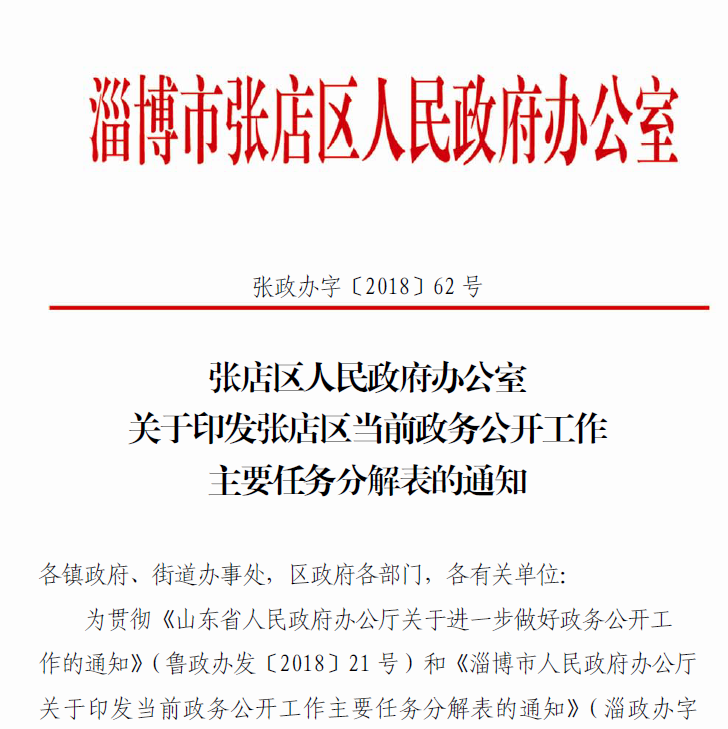 淄博市张店区人民政府办公室
张政办字〔2018〕62 号
张店区人民政府办公室
关于印发张店区当前政务公开工作
主要任务分解表的通知
各镇政府、街道办事处，区政府各部门，各有关单位：
为贯彻《山东省人民政府办公厅关于进一步做好政务公开工
作的通知》（鲁政办发〔2018〕21 号）和《淄博市人民政府办公厅
关于印发当前政务公开工作主要任务分解表的通知》（淄政办字